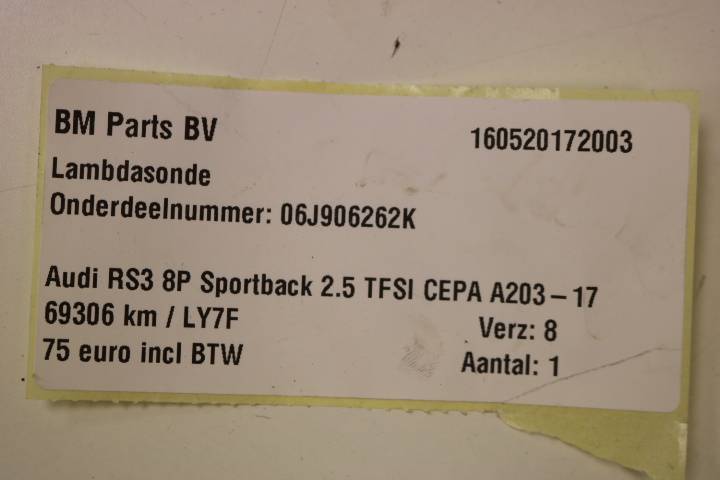 BM Parts BV 160520172003
Lambdasonde
Onderdeelnummer: 06J906262K
Audi RS3 8P Sportback 2.5 TFSI CEPA A203-17
69306 km / LY7F Verz: 8
75 euro incl BTW Aantal: 1